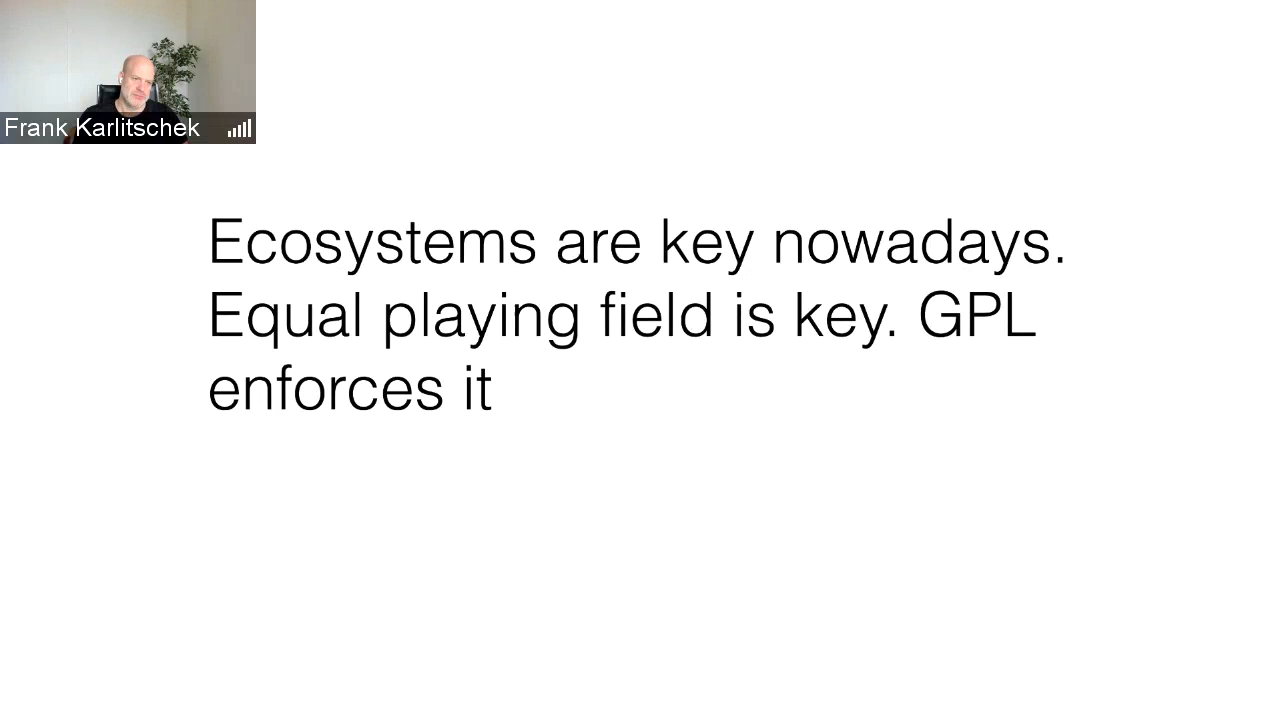 Frank Karlitschek
Ecosystems are key nowadays.
Equal playing field is key. GPL
enforces it